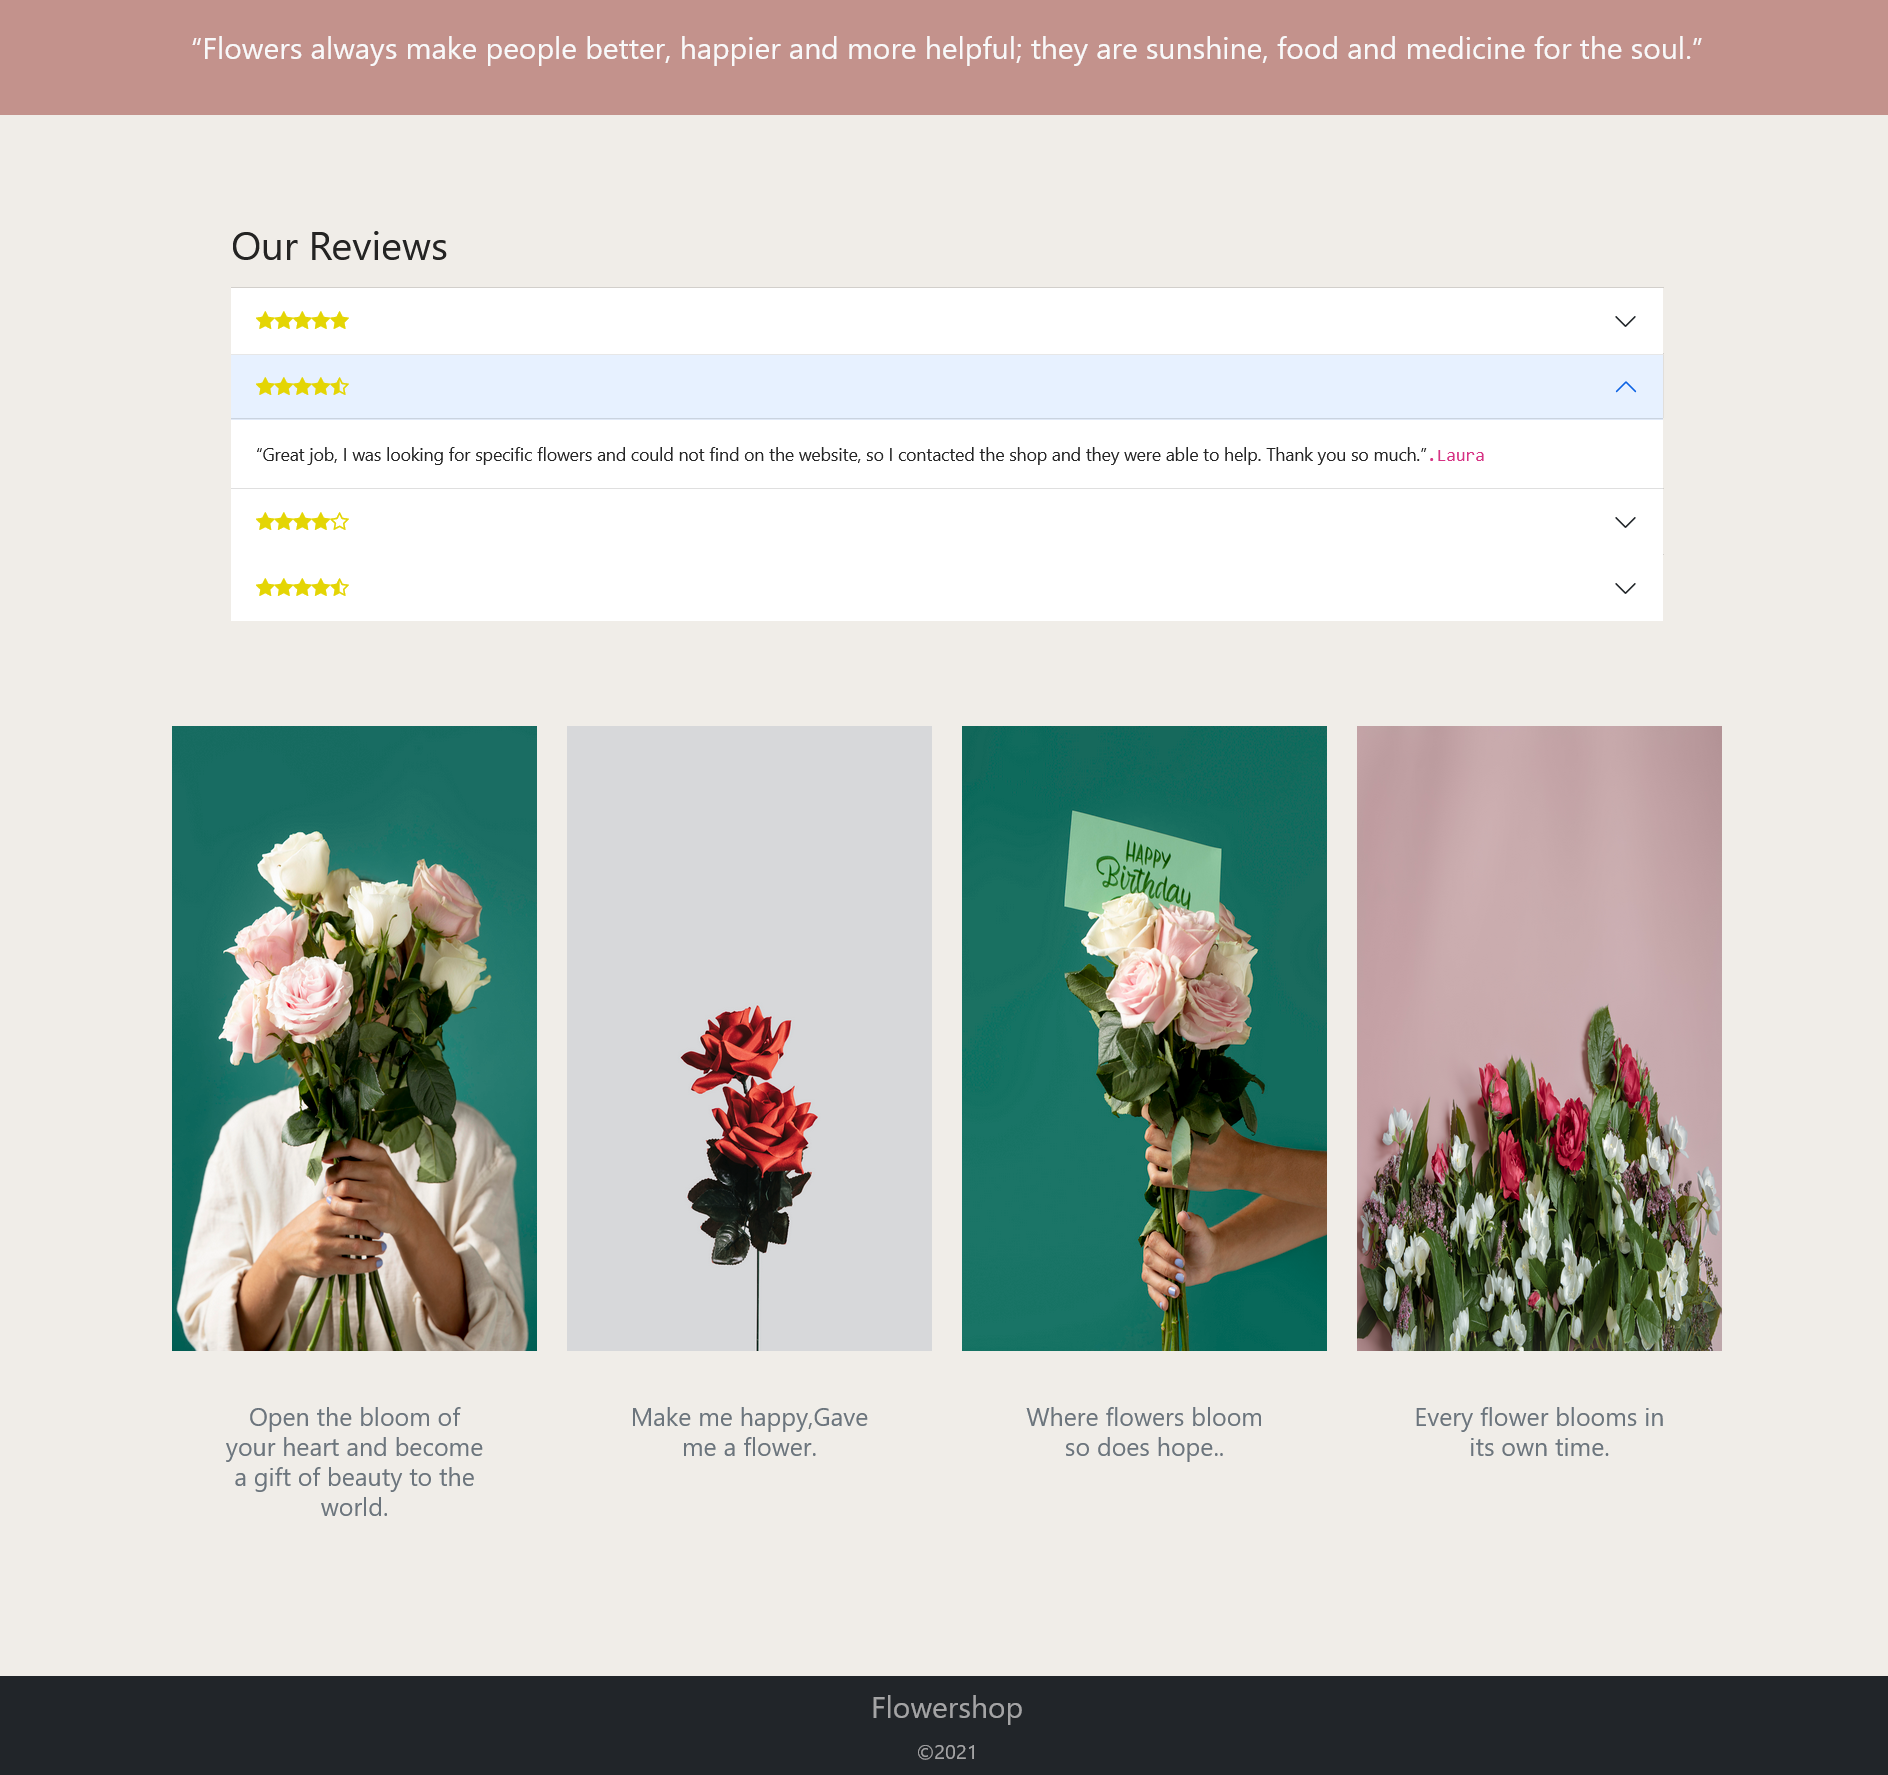 “Flowers always make people better, happier and more helpful; they are sunshine, food and medicine for the soul.”
Our Reviews
“Great job, I was looking for specific flowers and could not find on the website, so I contacted the shop and they were able to help. Thank you so much.”.Laura
HAPPY
Birthday
Open the bloom of
your heart and become
a gift of beauty to the
world.
Make me happy,Gave
me a flower.
Where flowers bloom
so does hope..
Every flower blooms in
its own time.
Flowershop
©2021